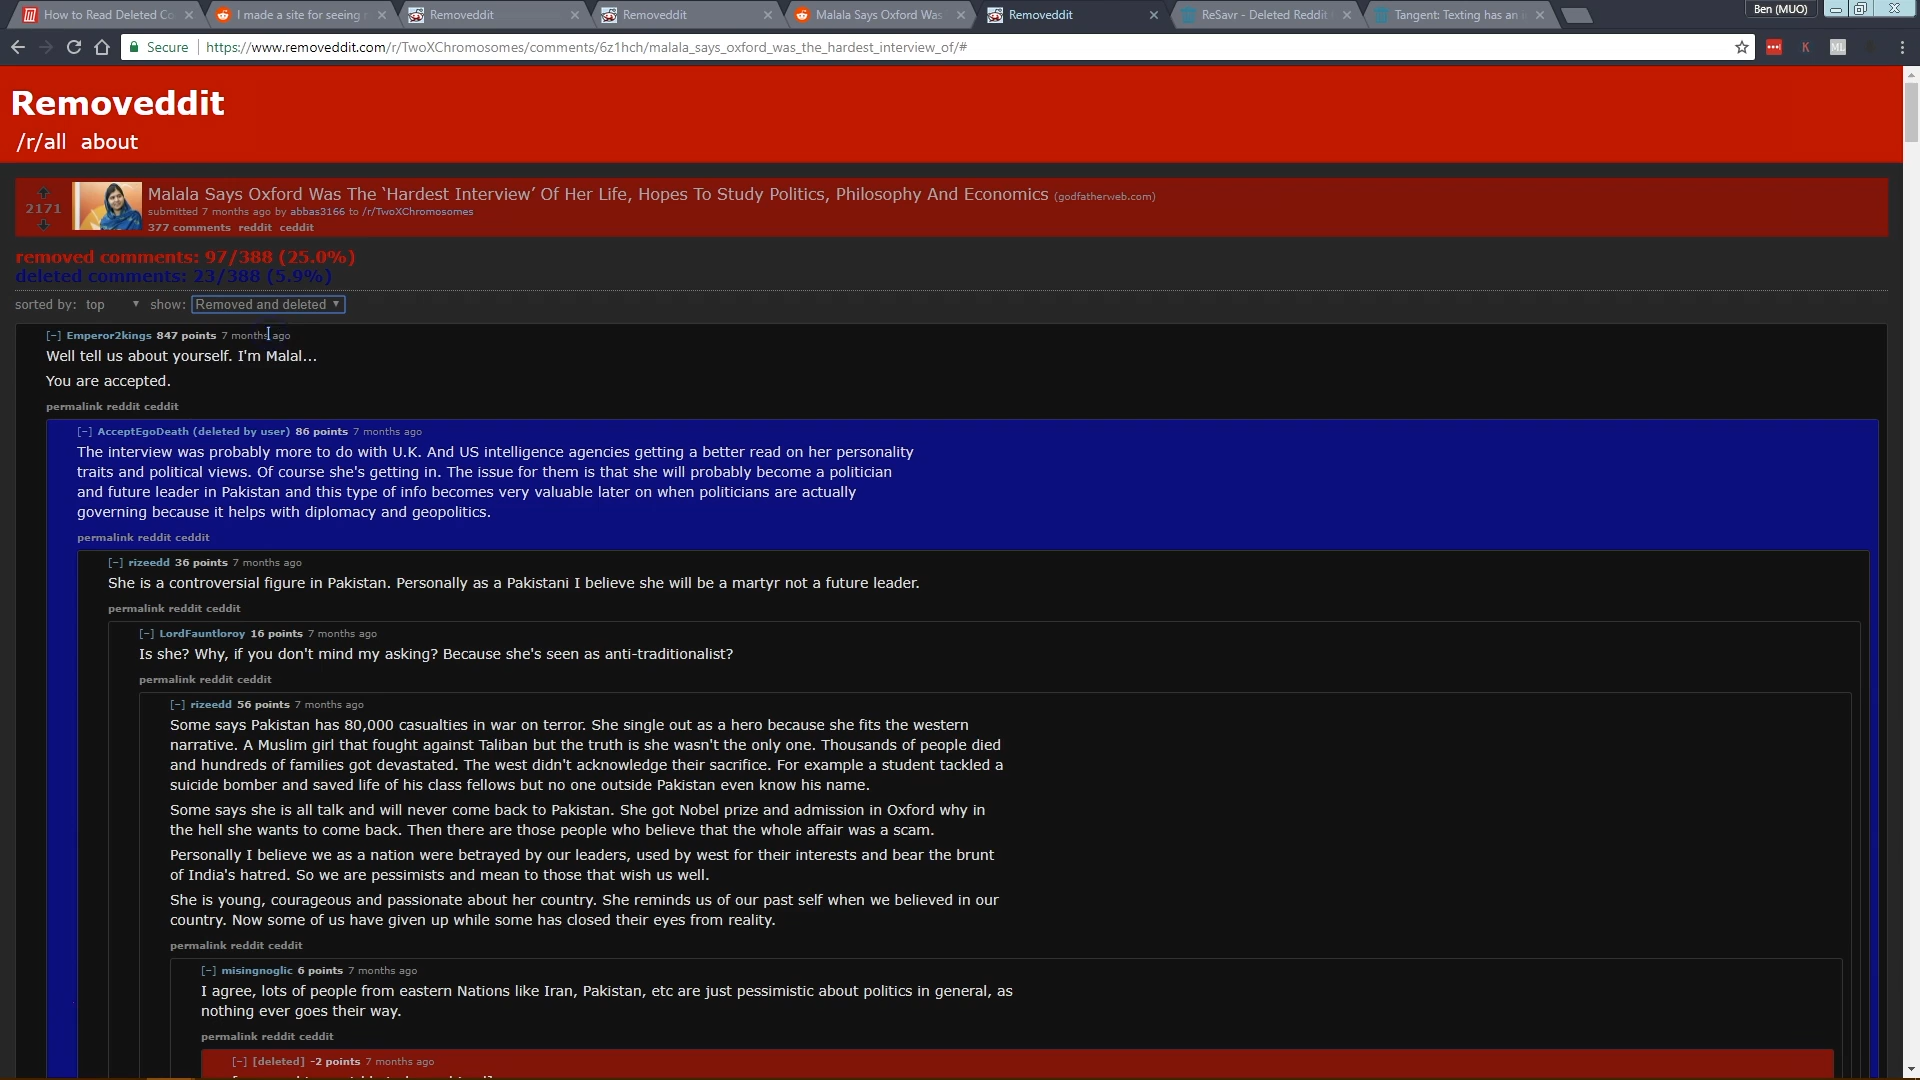 How to Read Deleted Co
I made a site for seeing r
Removeddit
Removeddit
Malala Says Oxford Was
Removeddit
ReSavr - Deleted Reddit
Tangent: Texting has an
Ben (MUO)
Secure https://www.removeddit.com/r/TwoXChromosomes/comments/6z1hch/malala_says_oxford_was_the_hardest_interview_of/#
K
ML
Removeddit
/r/all about
Malala Says Oxford Was The ‘Hardest Interview’ Of Her Life, Hopes To Study Politics, Philosophy And Economics (godfatherweb.com)
2171
submitted 7 months ago by abbas3166 to /r/TwoXChromosomes
377 comments reddit ceddit
removed comments: 97/388 (25.0%)
deleted comments: 23/388 (5.9%)
sorted by: top ▾ show: Removed and deleted ▾
[−] Emperor2kings 847 points 7 months ago
Well tell us about yourself. I'm Malal...
You are accepted.
permalink reddit ceddit
[−] AcceptEgoDeath (deleted by user) 86 points 7 months ago
The interview was probably more to do with U.K. And US intelligence agencies getting a better read on her personality
traits and political views. Of course she's getting in. The issue for them is that she will probably become a politician
and future leader in Pakistan and this type of info becomes very valuable later on when politicians are actually
governing because it helps with diplomacy and geopolitics.
permalink reddit ceddit
[−] rizeedd 36 points 7 months ago
She is a controversial figure in Pakistan. Personally as a Pakistani I believe she will be a martyr not a future leader.
permalink reddit ceddit
[−] LordFauntloroy 16 points 7 months ago
Is she? Why, if you don't mind my asking? Because she's seen as anti-traditionalist?
permalink reddit ceddit
[−] rizeedd 56 points 7 months ago
Some says Pakistan has 80,000 casualties in war on terror. She single out as a hero because she fits the western
narrative. A Muslim girl that fought against Taliban but the truth is she wasn't the only one. Thousands of people died
and hundreds of families got devastated. The west didn't acknowledge their sacrifice. For example a student tackled a
suicide bomber and saved life of his class fellows but no one outside Pakistan even know his name.
Some says she is all talk and will never come back to Pakistan. She got Nobel prize and admission in Oxford why in
the hell she wants to come back. Then there are those people who believe that the whole affair was a scam.
Personally I believe we as a nation were betrayed by our leaders, used by west for their interests and bear the brunt
of India's hatred. So we are pessimists and mean to those that wish us well.
She is young, courageous and passionate about her country. She reminds us of our past self when we believed in our
country. Now some of us have given up while some has closed their eyes from reality.
permalink reddit ceddit
[−] misingnoglic 6 points 7 months ago
I agree, lots of people from eastern Nations like Iran, Pakistan, etc are just pessimistic about politics in general, as
nothing ever goes their way.
permalink reddit ceddit
[−] [deleted] -2 points 7 months ago